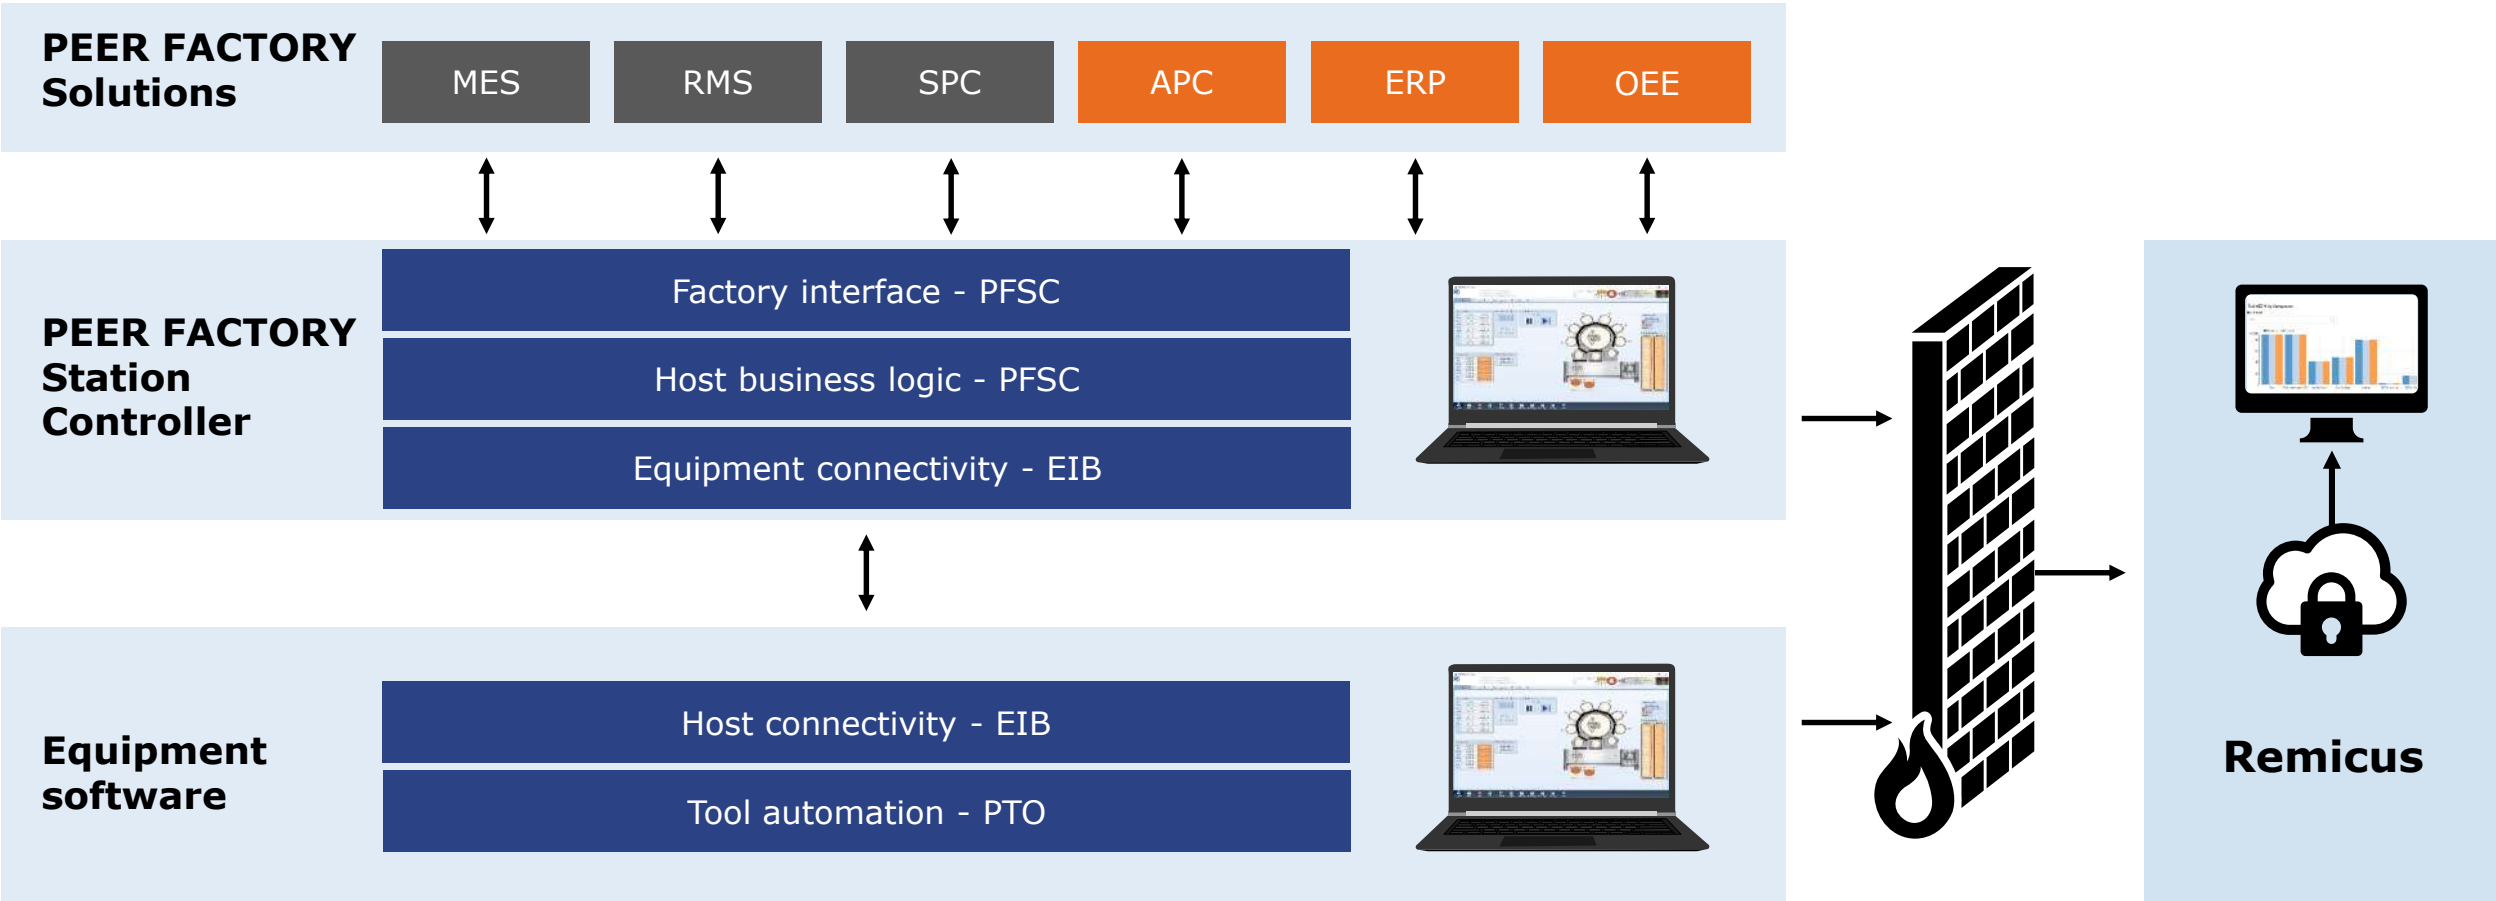 PEER FACTORY
Solutions
MES
RMS
SPC
APC
ERP
OEE
PEER FACTORY
Station
Controller
Factory interface - PFSC
Host business logic - PFSC
Equipment connectivity - EIB
Equipment
software
Host connectivity - EIB
Tool automation - PTO
Remicus